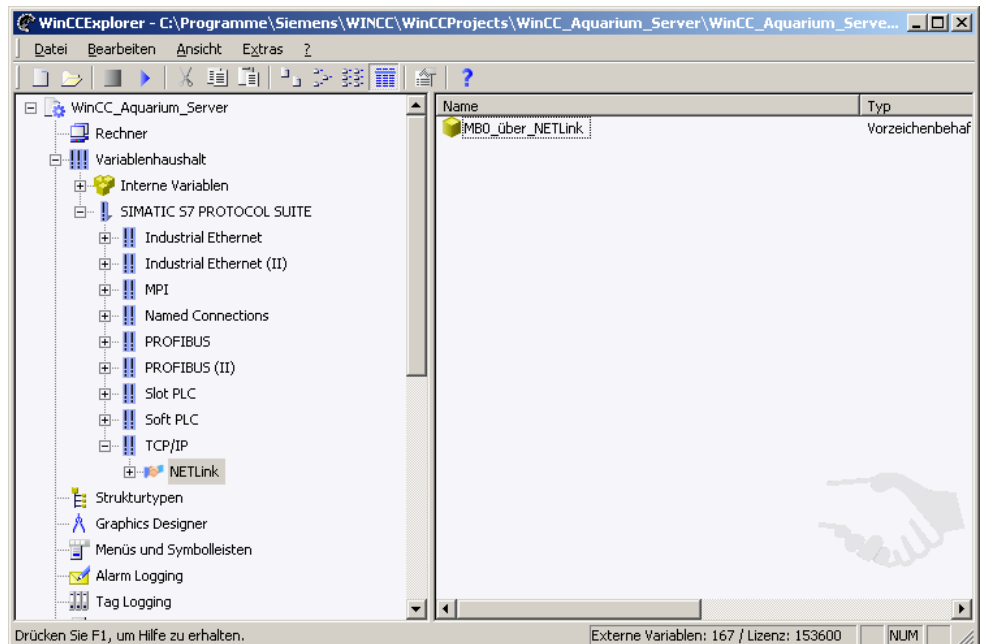 WinCCExplorer - C:\Programme\Siemens\WINCC\WinCCProjects\WinCC_Aquarium_Server\WinCC_Aquarium_Serve...
Datei Bearbeiten Ansicht Extras ?
WinCC_Aquarium_Server
Rechner
Variablenhaushalt
Interne Variablen
SIMATIC S7 PROTOCOL SUITE
Industrial Ethernet
Industrial Ethernet (II)
MPI
Named Connections
PROFIBUS
PROFIBUS (II)
Slot PLC
Soft PLC
TCP/IP
NETLink
Strukturtypen
Graphics Designer
Menüs und Symbolleisten
Alarm Logging
Tag Logging
Name Typ
MB0_über_NETLink Vorzeichenbehaf
Drücken Sie F1, um Hilfe zu erhalten. Externe Variablen: 167 / Lizenz: 153600 NUM